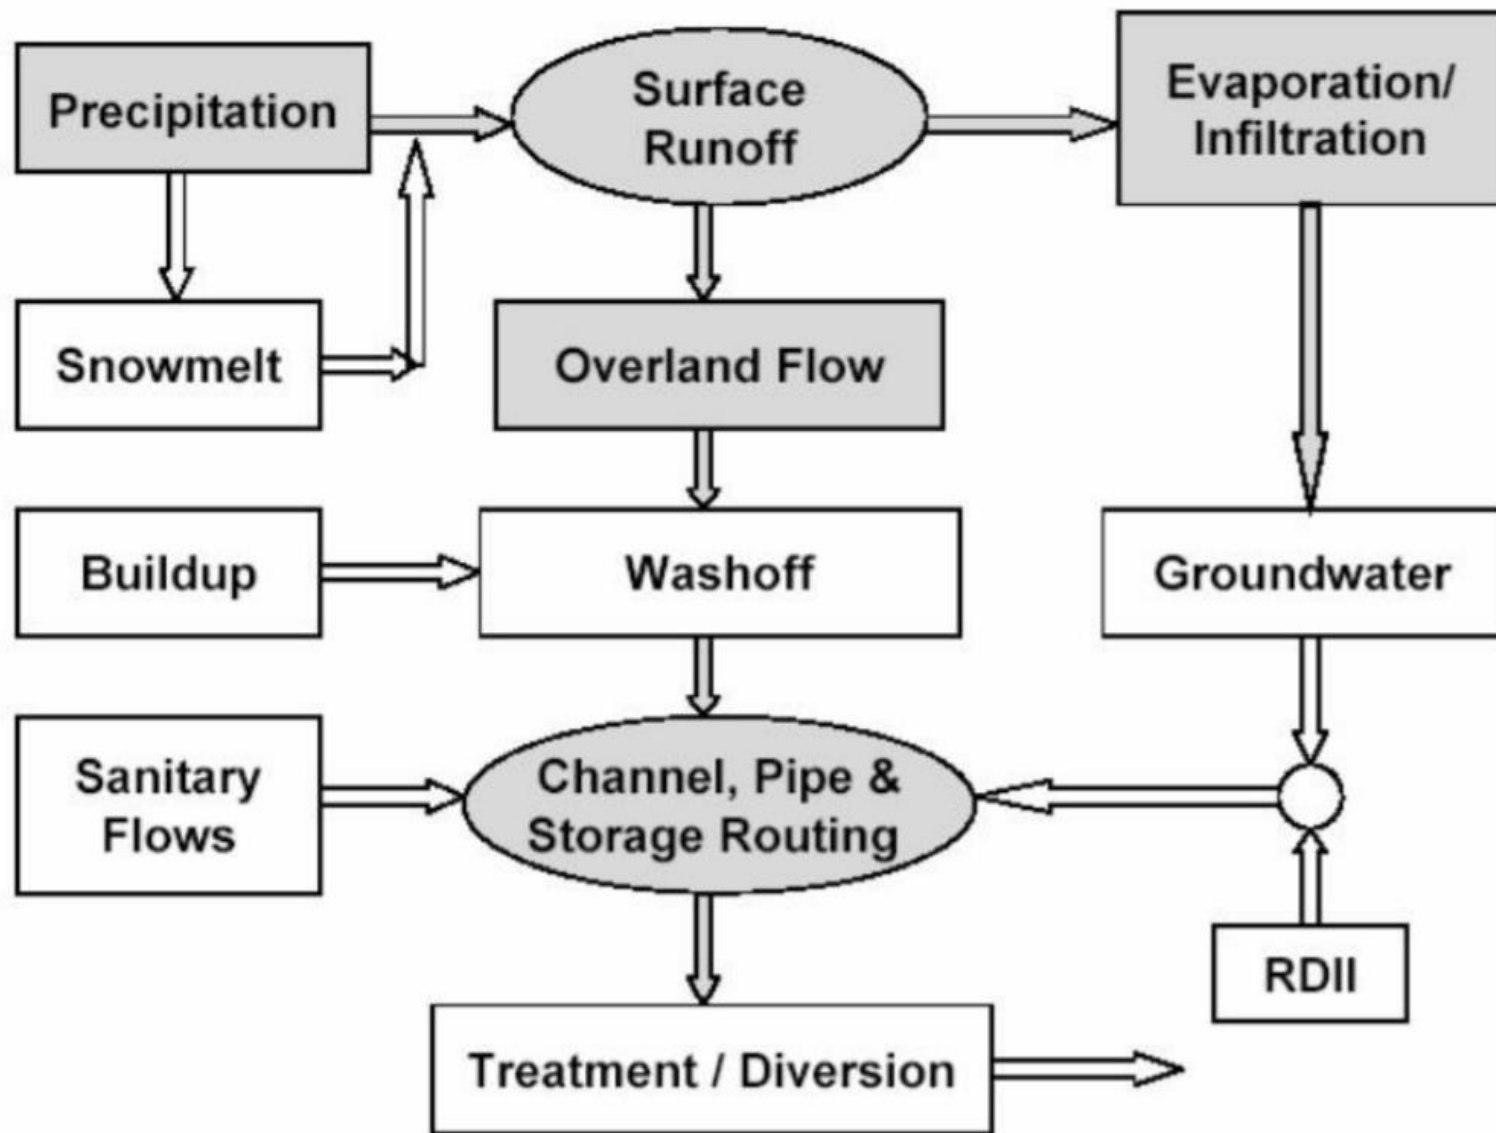 Precipitation
Surface
Runoff
Evaporation/
Infiltration
Snowmelt
Overland Flow
Buildup
Washoff
Groundwater
Sanitary
Flows
Channel, Pipe &
Storage Routing
RDII
Treatment / Diversion